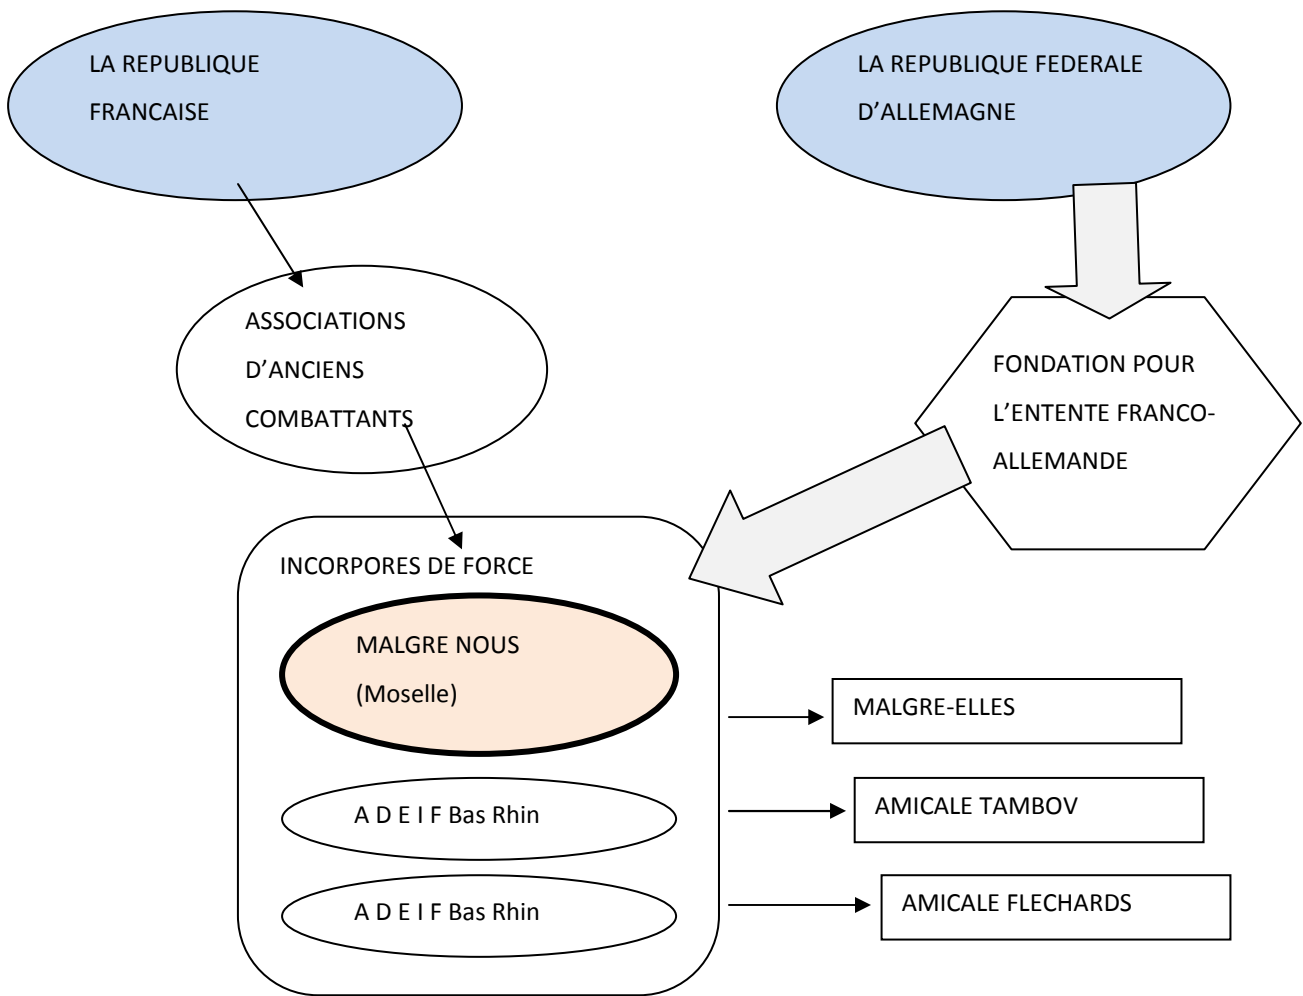 LA REPUBLIQUE
FRANCAISE
LA REPUBLIQUE FEDERALE
D’ALLEMAGNE
ASSOCIATIONS
D’ANCIENS
COMBATTANTS
FONDATION POUR
L’ENTENTE FRANCO-
ALLEMANDE
INCORPORES DE FORCE
MALGRE NOUS
(Moselle)
A D E I F Bas Rhin
A D E I F Bas Rhin
MALGRE-ELLES
AMICALE TAMBOV
AMICALE FLECHARDS